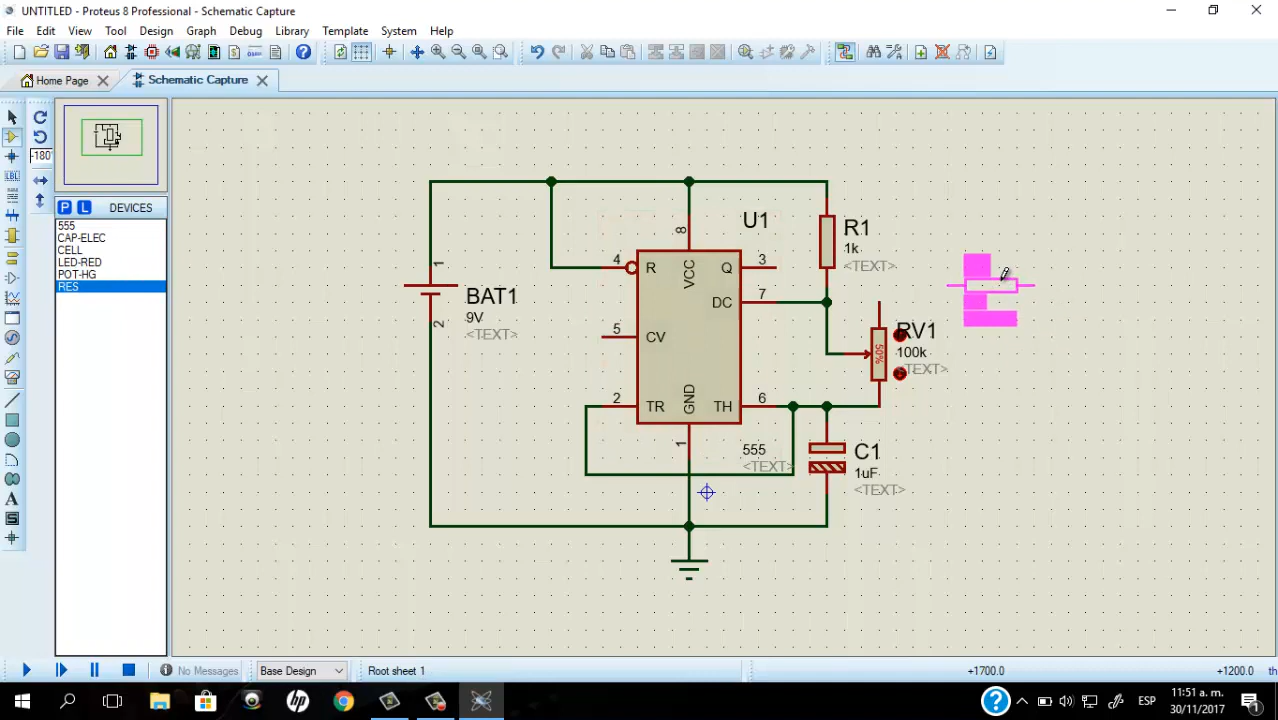 UNTITLED - Proteus 8 Professional - Schematic Capture
File Edit View Tool Design Graph Debug Library Template System Help
Home Page Schematic Capture
-180
P L DEVICES
555
CAP-ELEC
CELL
LED-RED
POT-HG
RES
U1
8
VCC
4 R Q 3
DC 7
5 CV
2 TR GND TH 6
1
555
<TEXT>
1
BAT1
9V
<TEXT>
2
R1
1k
<TEXT>
RV1
100k
<TEXT>
50%
C1
1uF
<TEXT>
No Messages Base Design Root sheet 1 +1700.0 +1200.0 th
ESP 11:51 a. m.
30/11/2017